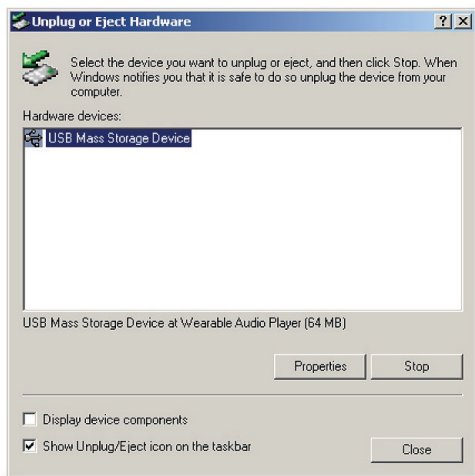 Unplug or Eject Hardware
Select the device you want to unplug or eject, and then click Stop. When
Windows notifies you that it is safe to do so unplug the device from your
computer.
Hardware devices:
USB Mass Storage Device
USB Mass Storage Device at Wearable Audio Player (64 MB)
Properties Stop
Display device components
Show Unplug/Eject icon on the taskbar
Close